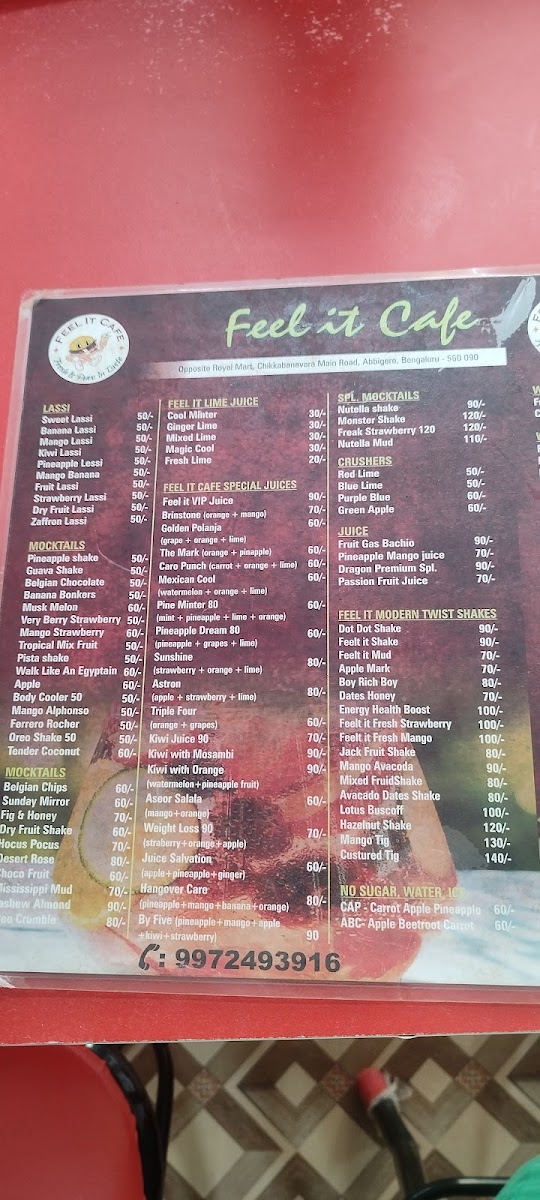 FEEL IT CAFE
Fresh & Pure In Taste
Feel it Cafe
Opposite Royal Mart, Chikkabanavara Main Road, Abbigere, Bengaluru - 560 090
LASSI
Sweet Lassi 50/-
Banana Lassi 50/-
Mango Lassi 50/-
Kiwi Lassi 50/-
Pineapple Lassi 50/-
Mango Banana 50/-
Fruit Lassi 50/-
Strawberry Lassi 50/-
Dry Fruit Lassi 50/-
Zaffron Lassi 50/-
MOCKTAILS
Pineapple shake 50/-
Guava Shake 50/-
Belgian Chocolate 50/-
Banana Bonkers 50/-
Musk Melon 60/-
Very Berry Strawberry 50/-
Mango Strawberry 60/-
Tropical Mix Fruit 50/-
Pista shake 50/-
Walk Like An Egyptain 60/-
Apple 60/-
Body Cooler 50 50/-
Mango Alphonso 50/-
Ferrero Rocher 50/-
Oreo Shake 50 50/-
Tender Coconut 60/-
MOCKTAILS
Belgian Chips 60/-
Sunday Mirror 60/-
Fig & Honey 70/-
Dry Fruit Shake 60/-
Hocus Pocus 70/-
Desert Rose 80/-
Choco Fruit 60/-
Mississippi Mud 70/-
Cashew Almond 90/-
Crumble 80/-
FEEL IT LIME JUICE
Cool Minter 30/-
Ginger Lime 30/-
Mixed Lime 30/-
Magic Cool 30/-
Fresh Lime 20/-
FEEL IT CAFE SPECIAL JUICES
Feel it VIP Juice 90/-
Brinstone (orange + mango) 70/-
Golden Polanja 60/-
(grape + orange + lime)
The Mark (orange + pineapple) 60/-
Caro Punch (carrot + orange + lime) 60/-
Mexican Cool 60/-
(watermelon + orange + lime)
Pine Minter 80 60/-
(mint + pineapple + lime + orange)
Pineapple Dream 80 60/-
(pineapple + grapes + lime)
Sunshine 80/-
(strawberry + orange + lime)
Astron 80/-
(apple + strawberry + lime)
Triple Four 60/-
(orange + grapes)
Kiwi Juice 90 70/-
Kiwi with Mosambi 90/-
Kiwi with Orange 90/-
(watermelon+pineapple fruit)
Aseer Salafa 60/-
(mango+orange)
Weight Loss 90 70/-
(straberry+orange+apple)
Juice Salvation 60/-
(apple+pineapple+ginger)
Hangover Care 80/-
(pineapple+mango+banana+orange)
By Five (pineapple+mango+apple
+kiwi+strawberry) 90
SPL. MOCKTAILS
Nutella shake 90/-
Monster Shake 120/-
Freak Strawberry 120 120/-
Nutella Mud 110/-
CRUSHERS
Red Lime 50/-
Blue Lime 50/-
Purple Blue 60/-
Green Apple 60/-
JUICE
Fruit Gas Bachio 90/-
Pineapple Mango juice 70/-
Dragon Premium Spl. 90/-
Passion Fruit Juice 70/-
FEEL IT MODERN TWIST SHAKES
Dot Dot Shake 90/-
Feel it Shake 90/-
Feel it Mud 70/-
Apple Mark 70/-
Boy Rich Boy 80/-
Dates Honey 70/-
Energy Health Boost 100/-
Feel it Fresh Strawberry 100/-
Feel it Fresh Mango 100/-
Jack Fruit Shake 80/-
Mango Avacoda 90/-
Mixed FruidShake 80/-
Avacado Dates Shake 80/-
Lotus Buscoff 100/-
Hazelnut Shake 120/-
Mango Tig 130/-
Custured Tig 140/-
NO SUGAR, WATER, ICE
CAP - Carrot Apple Pineapple 60/-
ABC- Apple Beetroot Carrot 60/-
: 9972493916